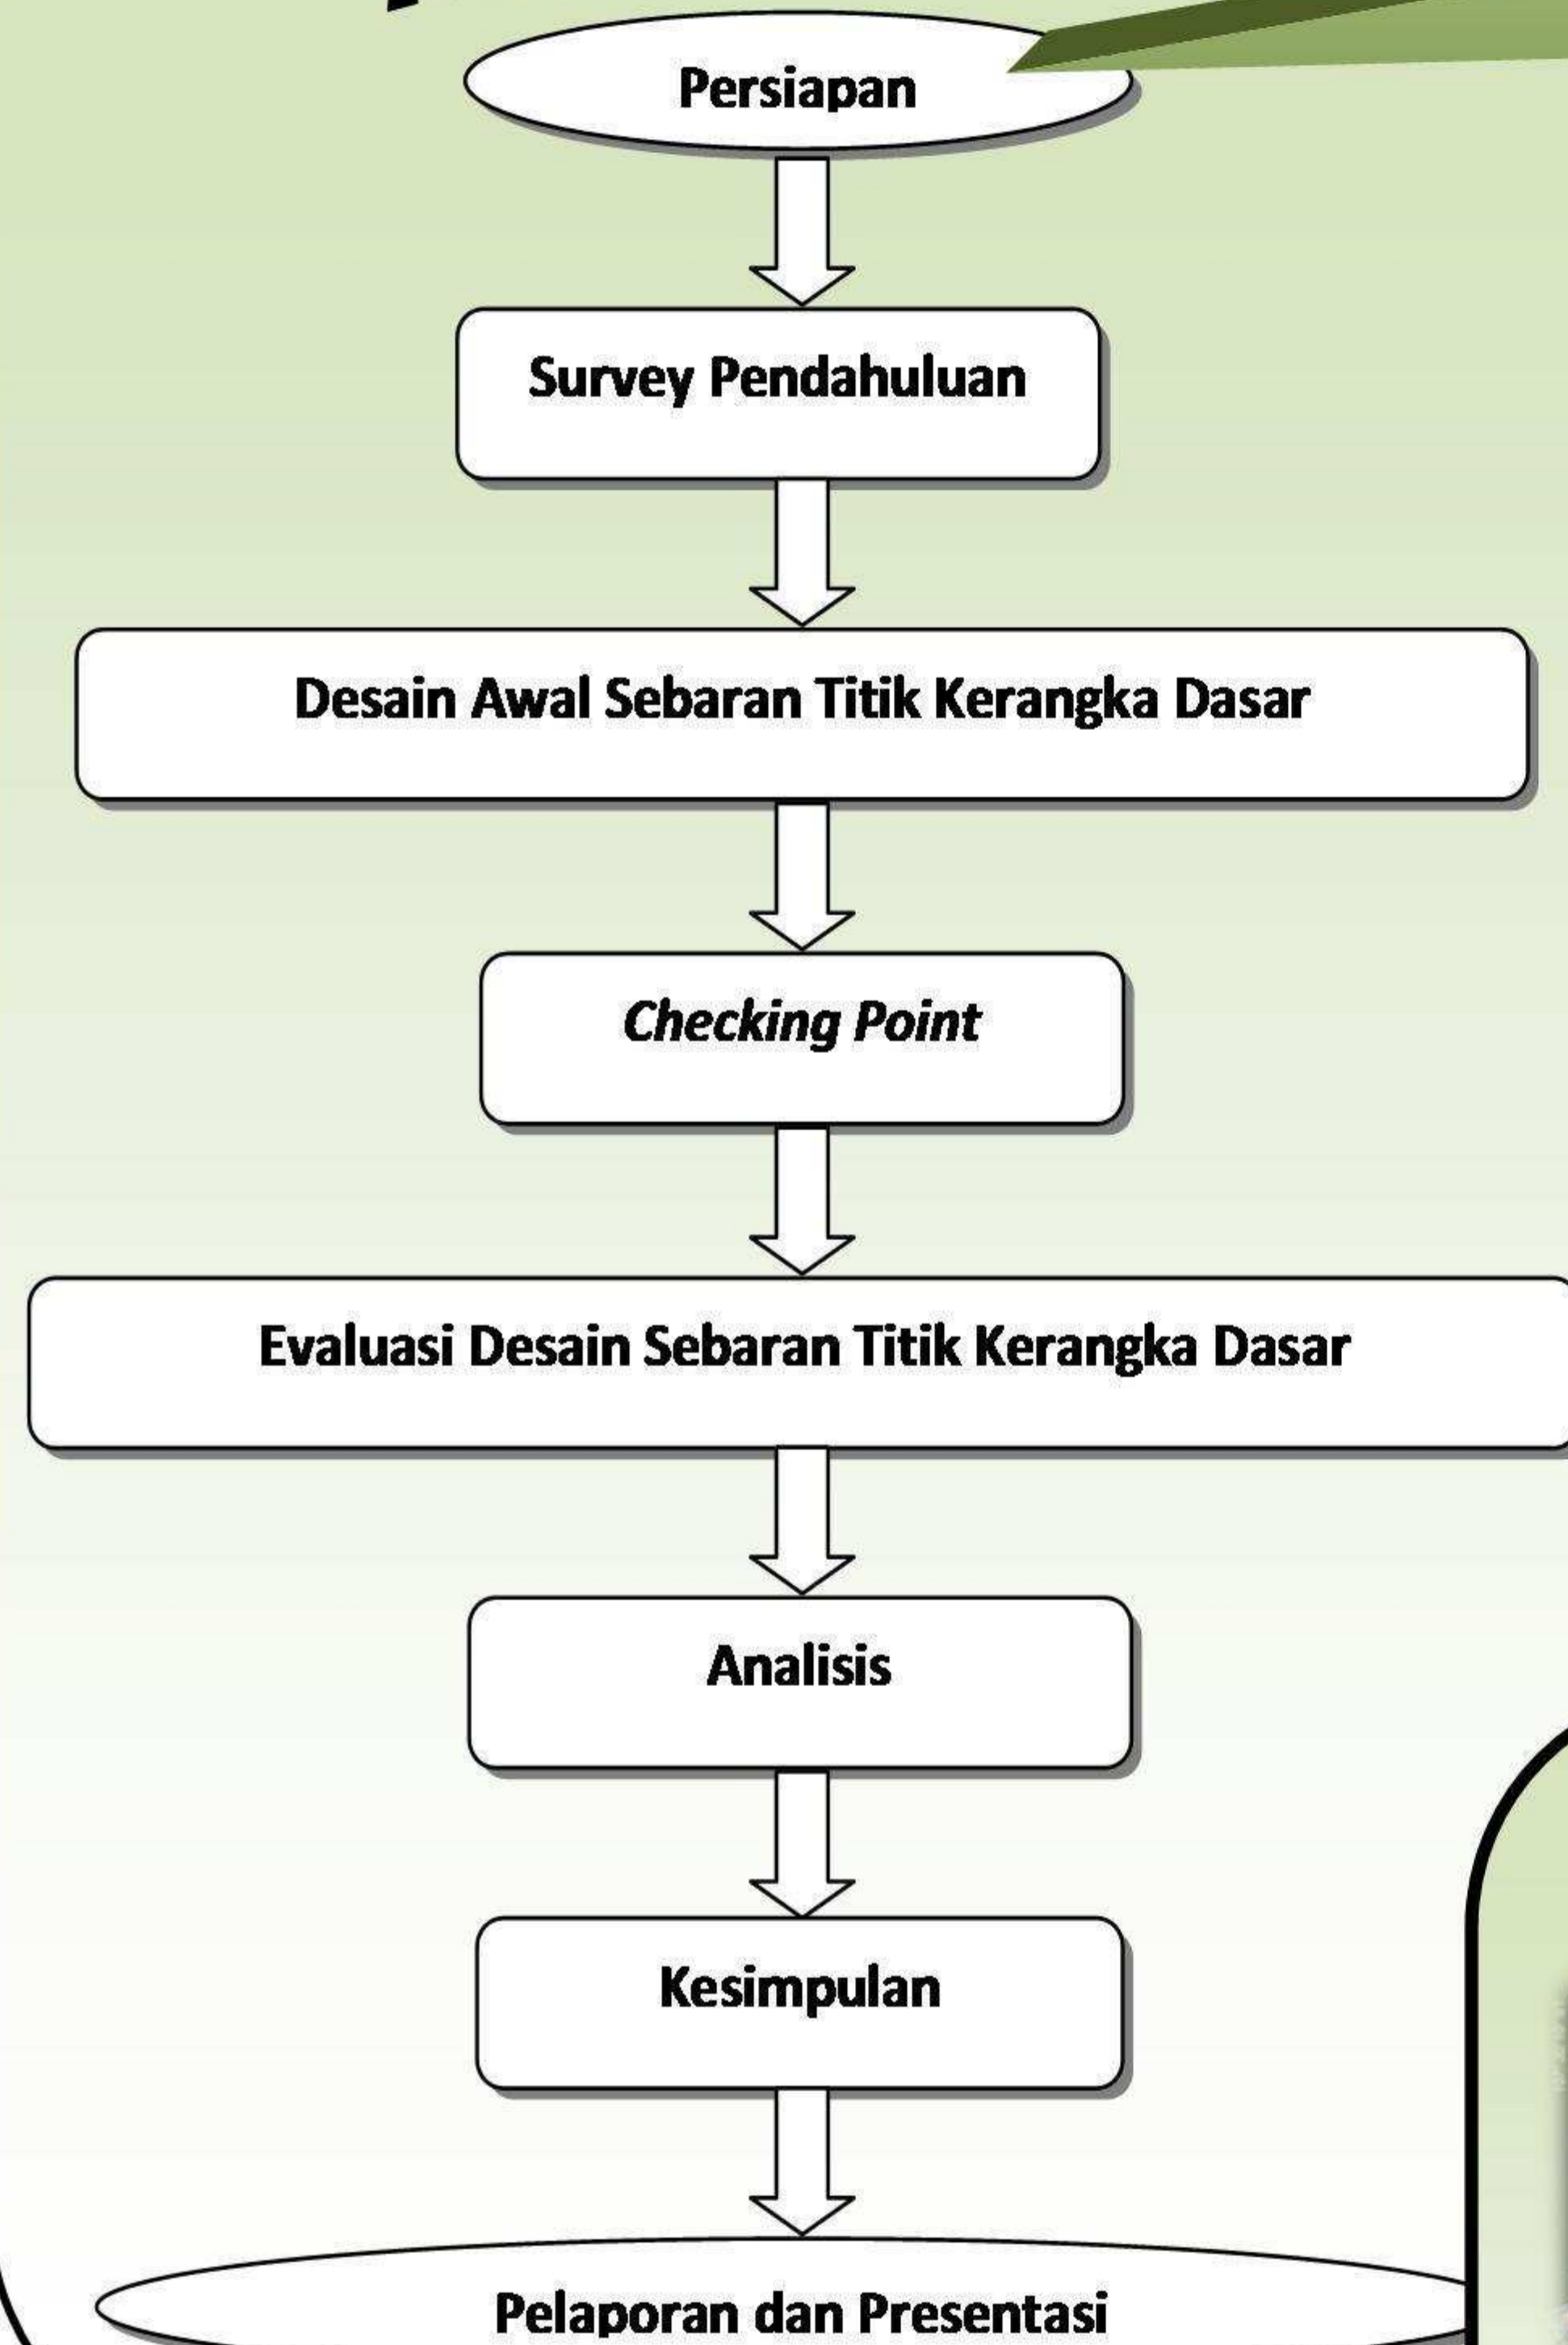 Persiapan
Survey Pendahuluan
Desain Awal Sebaran Titik Kerangka Dasar
Checking Point
Evaluasi Desain Sebaran Titik Kerangka Dasar
Analisis
Kesimpulan
Pelaporan dan Presentasi